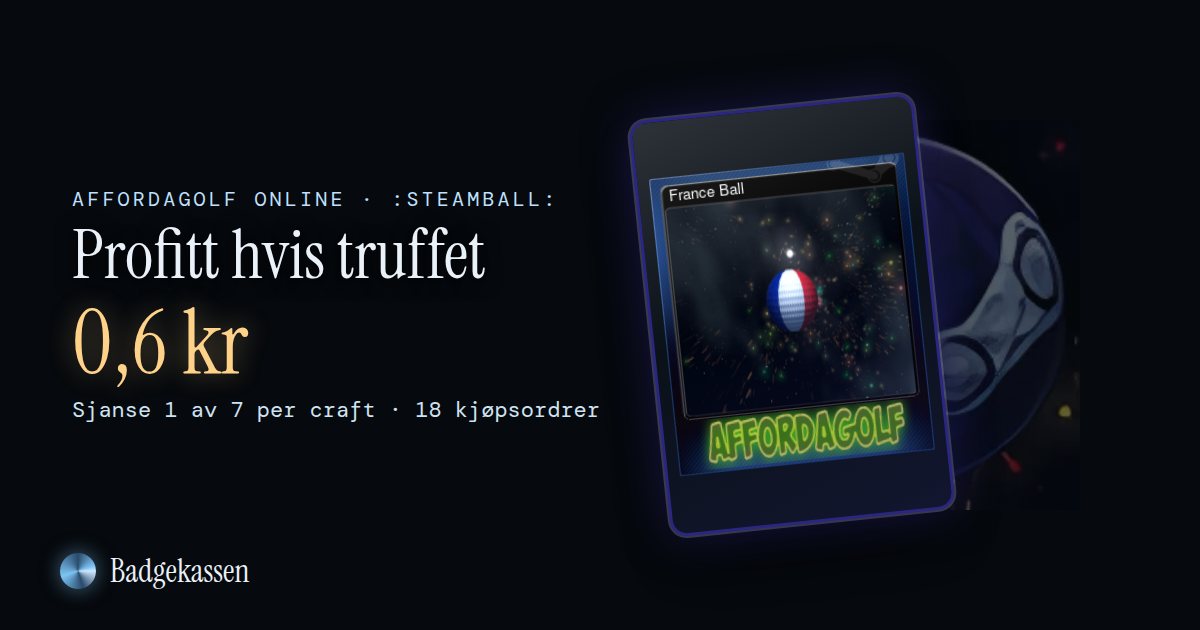 AFFORDAGOLF ONLINE · :STEAMBALL:
Profitt hvis truffet
0,6 kr
Sjanse 1 av 7 per craft · 18 kjøpsordrer
France Ball
AFFORDAGOLF
Badgekassen